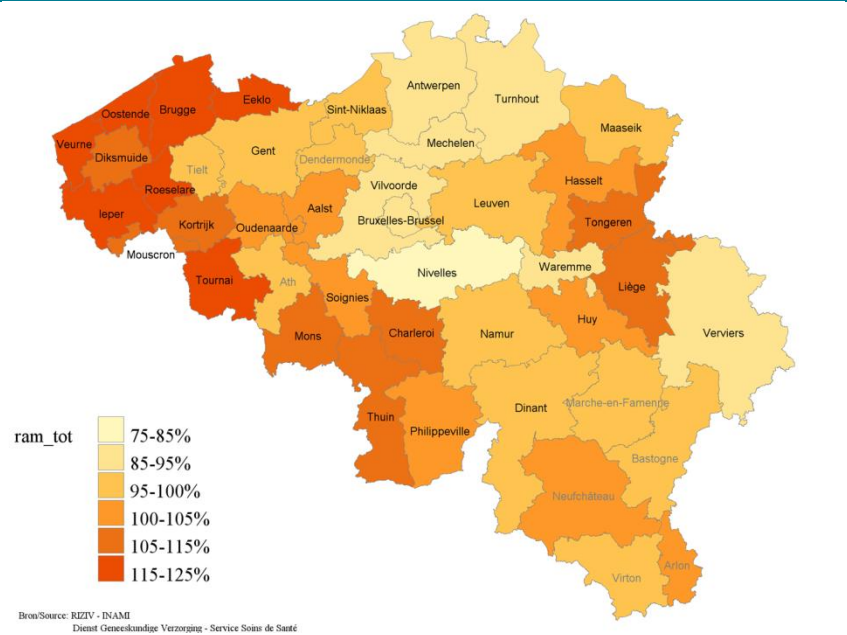 Antwerpen
Turnhout
Oostende
Brugge
Eeklo
Sint-Niklaas
Maaseik
Veurne
Diksmuide
Gent
Mechelen
Tielt
Dendermonde
Vilvoorde
Hasselt
Ieper
Roeselare
Aalst
Leuven
Kortrijk
Oudenaarde
Bruxelles-Brussel
Tongeren
Mouscron
Tournai
Ath
Nivelles
Waremme
Liège
Soignies
Mons
Charleroi
Namur
Huy
Verviers
Thuin
Philippeville
Dinant
Marche-en-Famenne
Bastogne
Neufchâteau
Virton
Arlon
ram_tot
75-85%
85-95%
95-100%
100-105%
105-115%
115-125%
Bron/Source: RIZIV - INAMI
Dienst Geneeskundige Verzorging - Service Soins de Santé